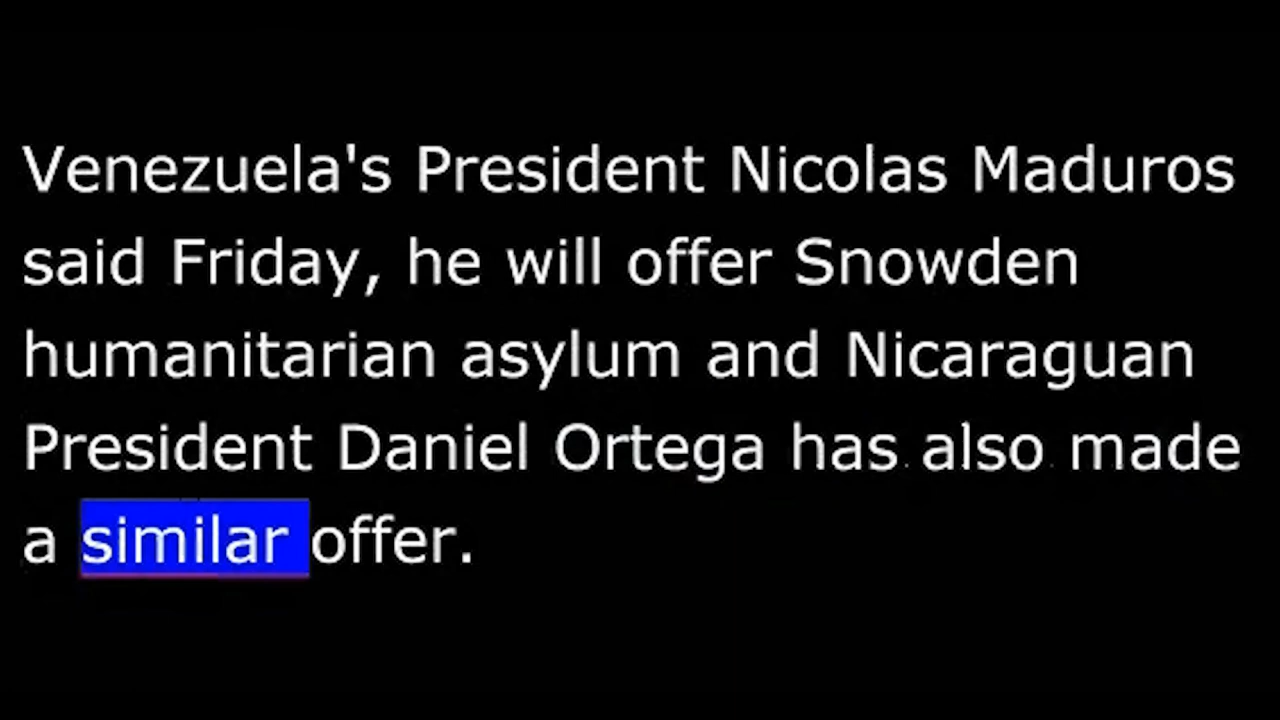 Venezuela's President Nicolas Maduros
said Friday, he will offer Snowden
humanitarian asylum and Nicaraguan
President Daniel Ortega has also made
a similar offer.